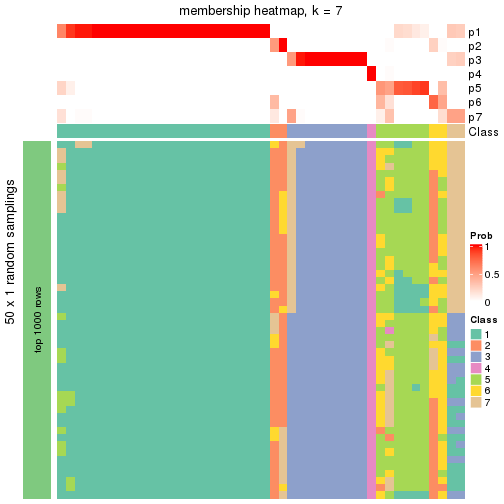 membership heatmap, k = 7
p1
p2
p3
p4
p5
p6
p7
Class
50 x 1 random samplings
top 1000 rows
Prob
1
0.5
0
Class
1
2
3
4
5
6
7